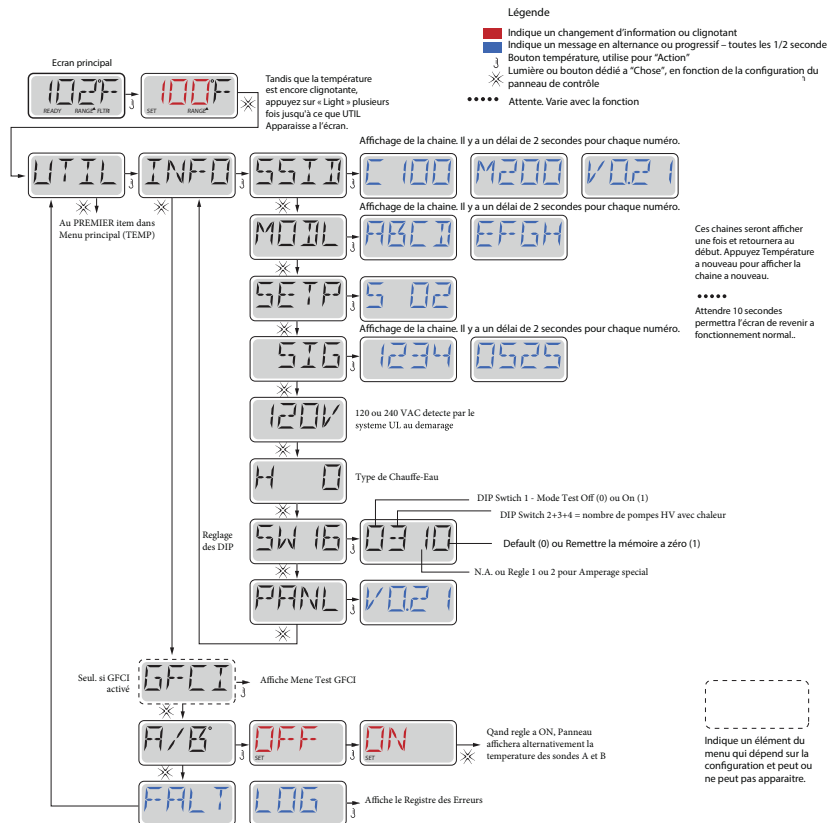 Légende
Indique un changement d'information ou clignotant
Indique un message en alternance ou progressif – toutes les 1/2 seconde
Bouton température, utilise pour "Action"
Lumière ou bouton dédié a "Chose", en fonction de la configuration du
panneau de contrôle
••••• Attente. Varie avec la fonction
Ecran principal
102°F
READY RANGE FLTR
100°F
SET RANGE
Tandis que la température
est encore clignotante,
appuyez sur « Light » plusieurs
fois jusqu'à ce que UTIL
Apparaisse a l'écran.
Affichage de la chaine. Il y a un délai de 2 secondes pour chaque numéro.
UTIL
INFO
SSID
C 100
M200
V0.21
Au PREMIER item dans
Menu principal (TEMP)
Affichage de la chaine. Il y a un délai de 2 secondes pour chaque numéro.
MODL
ABCD
EFGH
Ces chaines seront afficher
une fois et retournera au
début. Appuyez Température
a nouveau pour afficher la
chaine a nouveau.
•••••
Attendre 10 secondes
permettra l'écran de revenir a
fonctionnement normal..
SETP
S 02
Affichage de la chaine. Il y a un délai de 2 secondes pour chaque numéro.
SIG
1234
0525
120V
120 ou 240 VAC detecte par le
systeme UL au demarage
H 0
Type de Chauffe-Eau
DIP Swtich 1 - Mode Test Off (0) ou On (1)
DIP Switch 2+3+4 = nombre de pompes HV avec chaleur
Reglage
des DIP
SW 16
03 10
Default (0) ou Remettre la mémoire a zéro (1)
N.A. ou Regle 1 ou 2 pour Amperage special
PANL
V0.21
Seul. si GFCI
activé
GFCI
Affiche Mene Test GFCI
A/B°
OFF
SET
ON
SET
Quand regle a ON, Panneau
affichera alternativement la
temperature des sondes A et B
Indique un élément du
menu qui dépend sur la
configuration et peut ou
ne peut pas apparaitre.
FALT
LOG
Affiche le Registre des Erreurs